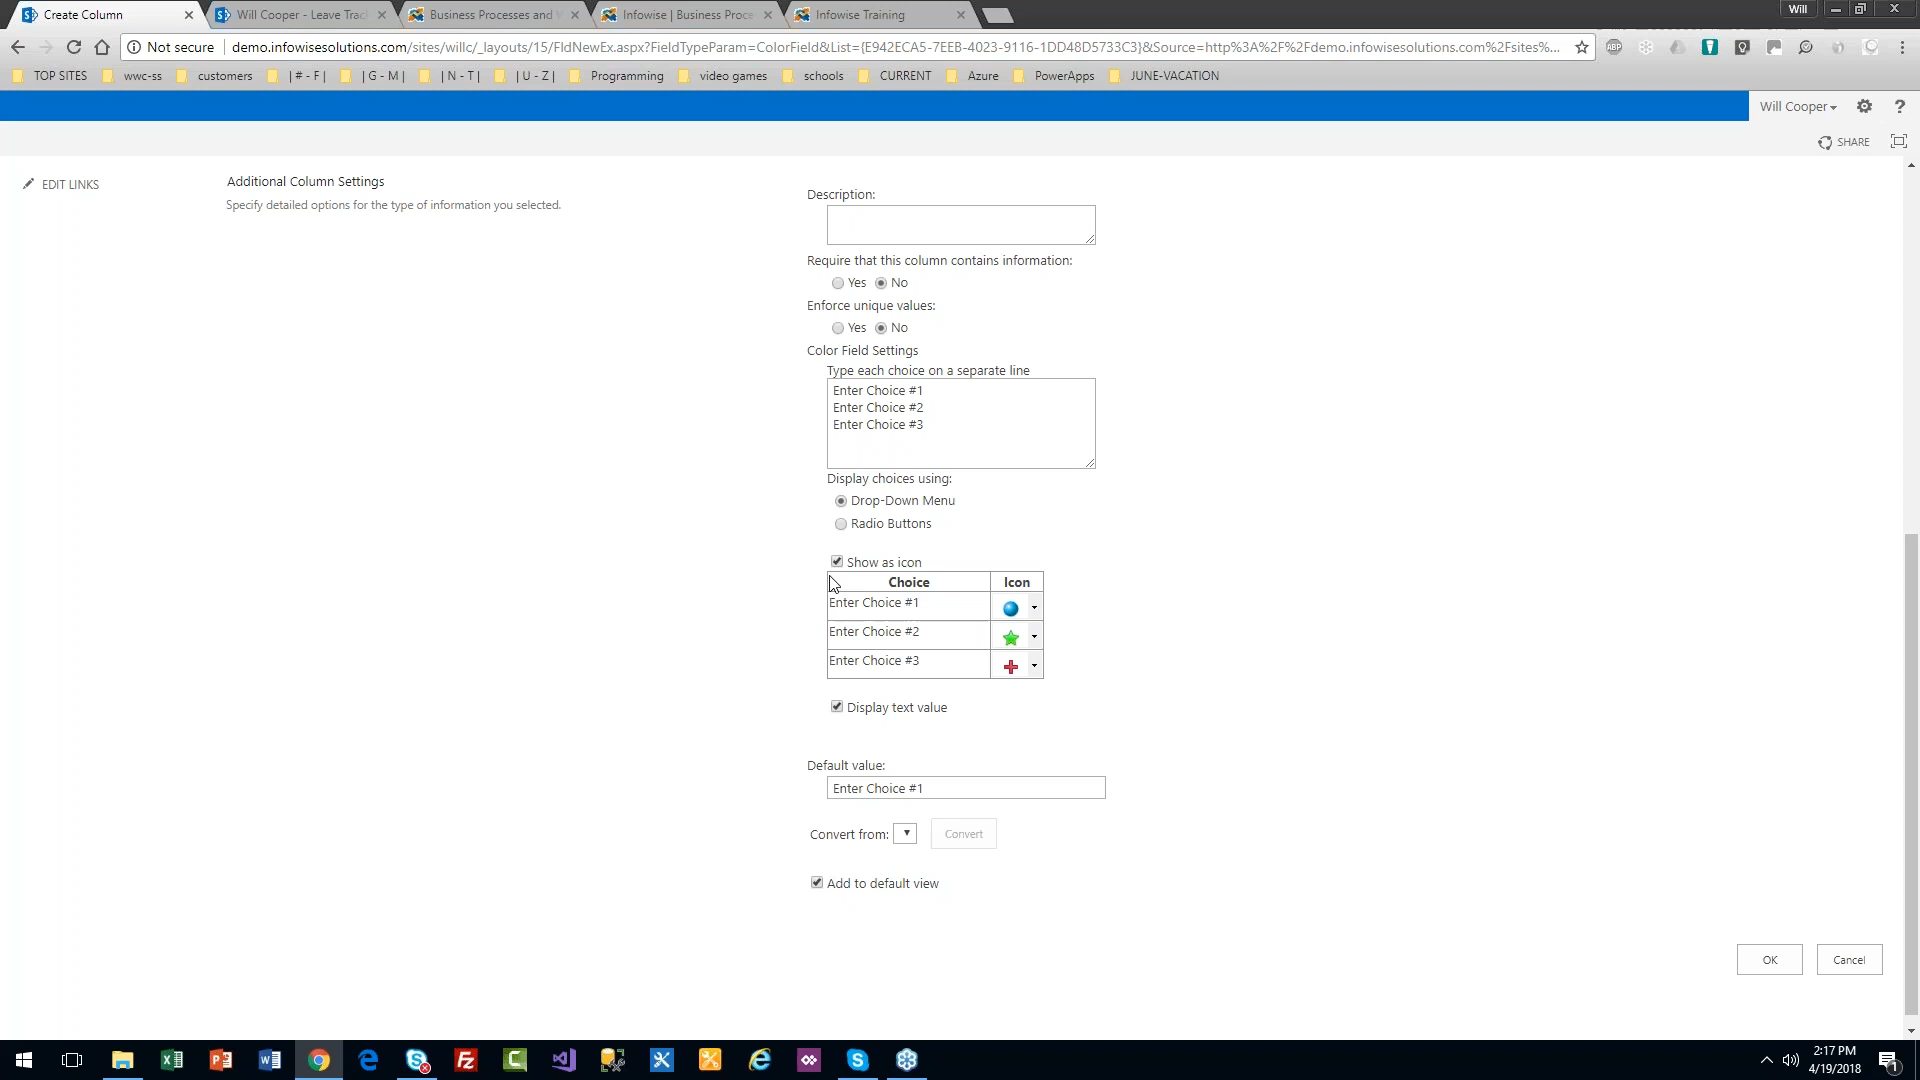 Create Column
Will Cooper - Leave Trac
Business Processes and W
Infowise | Business Proce
Infowise Training
Will
Not secure
demo.infowisesolutions.com/sites/willc/_layouts/15/FldNewEx.aspx?FieldTypeParam=ColorField&List={E942ECA5-7EEB-4023-9116-1DD48D5733C3}&Source=http%3A%2F%2Fdemo.infowisesolutions.com%2Fsites%...
ABP
TOP SITES
wwc-ss
customers
| # - F |
| G - M |
| N - T |
| U - Z |
Programming
video games
schools
CURRENT
Azure
PowerApps
JUNE-VACATION
Will Cooper
?
SHARE
EDIT LINKS
Additional Column Settings
Specify detailed options for the type of information you selected.
Description:
Require that this column contains information:
Yes No
Enforce unique values:
Yes No
Color Field Settings
Type each choice on a separate line
Enter Choice #1
Enter Choice #2
Enter Choice #3
Display choices using:
Drop-Down Menu
Radio Buttons
Show as icon
Choice Icon
Enter Choice #1
Enter Choice #2
Enter Choice #3
Display text value
Default value:
Enter Choice #1
Convert from:
Convert
Add to default view
OK
Cancel
2:17 PM
4/19/2018
1